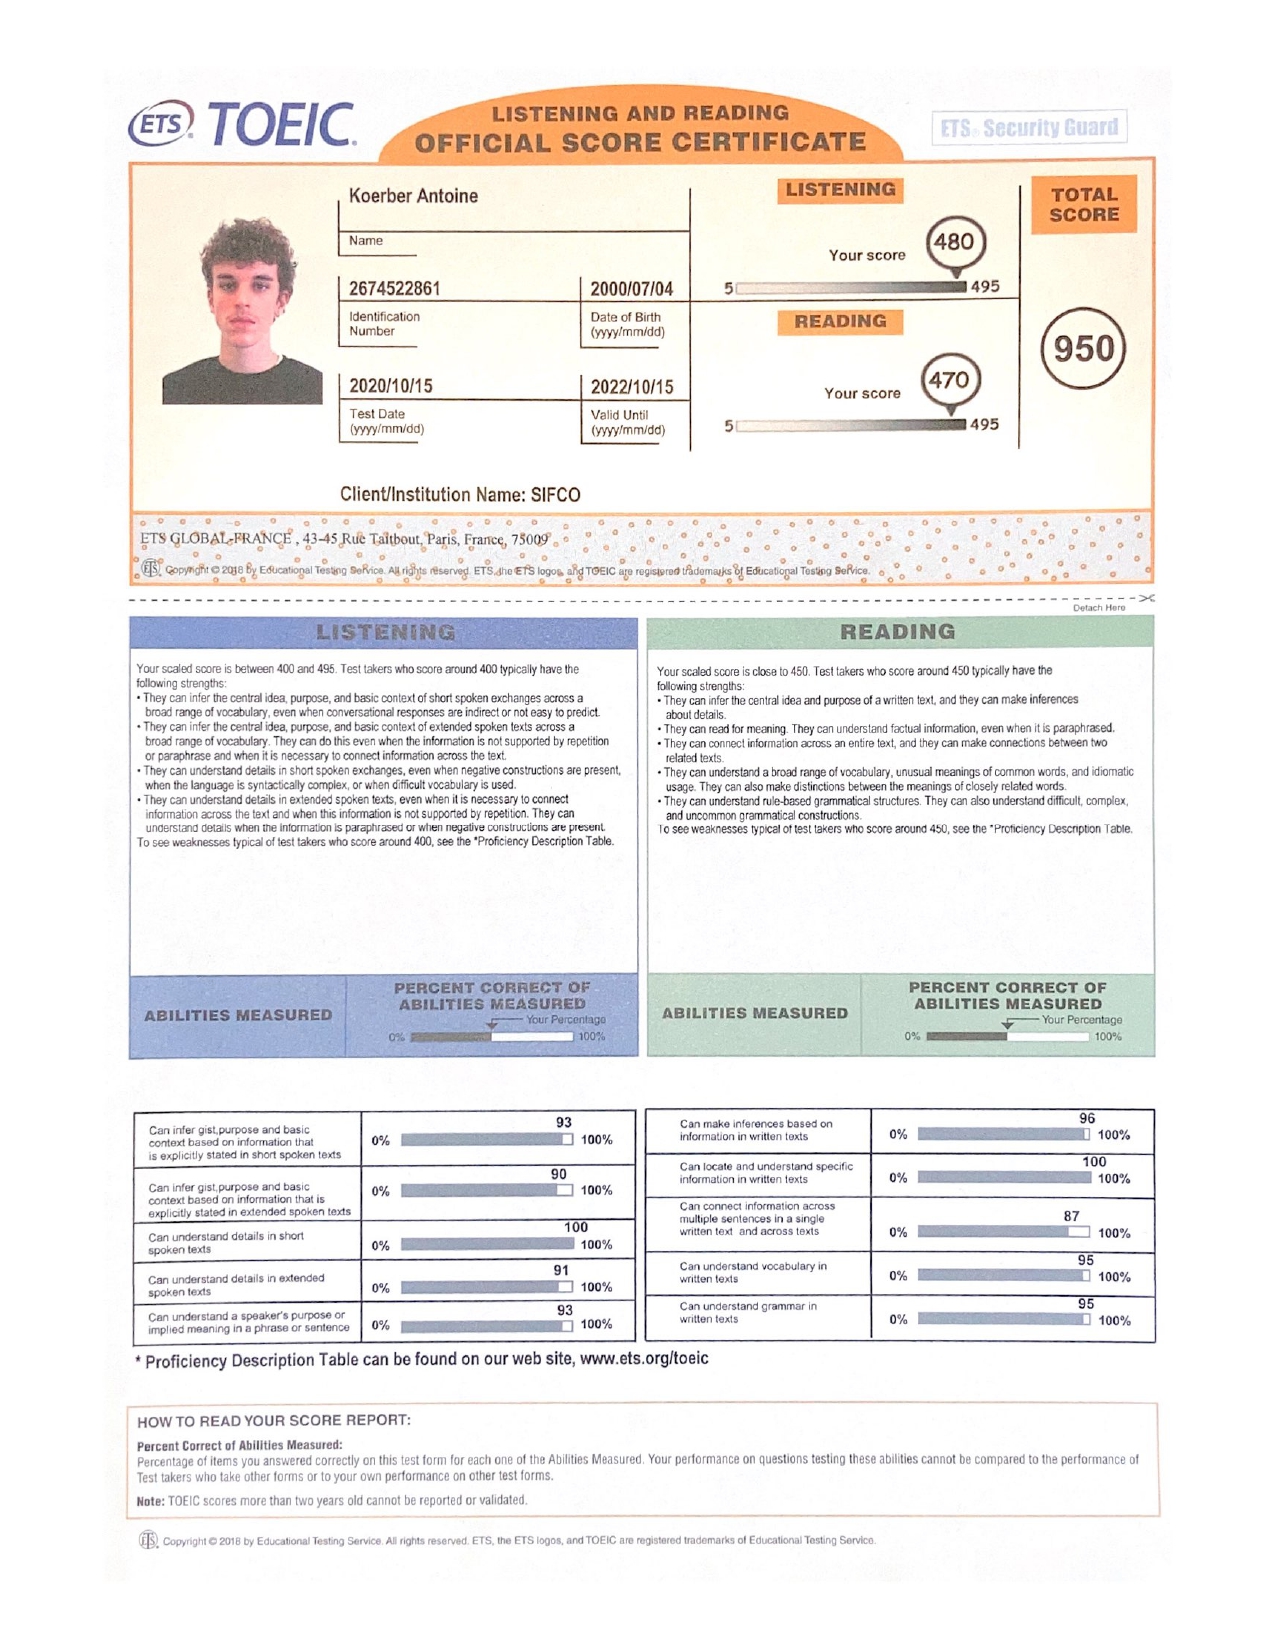 ETS® TOEIC®
LISTENING AND READING
OFFICIAL SCORE CERTIFICATE
ETS® Security Guard
Koerber Antoine
Name
2674522861
2000/07/04
Identification
Number
Date of Birth
(yyyy/mm/dd)
2020/10/15
2022/10/15
Test Date
(yyyy/mm/dd)
Valid Until
(yyyy/mm/dd)
LISTENING
Your score
480
5
495
READING
Your score
470
5
495
TOTAL
SCORE
950
Client/Institution Name: SIFCO
ETS GLOBAL-FRANCE , 43-45 Rue Taitbout, Paris, France, 75009
ETS® Copyright © 2018 by Educational Testing Service. All rights reserved. ETS, the ETS logos, and TOEIC are registered trademarks of Educational Testing Service.
Detach Here
LISTENING
Your scaled score is between 400 and 495. Test takers who score around 400 typically have the
following strengths:
• They can infer the central idea, purpose, and basic context of short spoken exchanges across a
broad range of vocabulary, even when conversational responses are indirect or not easy to predict.
• They can infer the central idea, purpose, and basic context of extended spoken texts across a
broad range of vocabulary. They can do this even when the information is not supported by repetition
or paraphrase and when it is necessary to connect information across the text.
• They can understand details in short spoken exchanges, even when negative constructions are present,
when the language is syntactically complex, or when difficult vocabulary is used.
• They can understand details in extended spoken texts, even when it is necessary to connect
information across the text and when this information is not supported by repetition. They can
understand details when the information is paraphrased or when negative constructions are present.
To see weaknesses typical of test takers who score around 400, see the *Proficiency Description Table.
ABILITIES MEASURED
PERCENT CORRECT OF
ABILITIES MEASURED
Your Percentage
0%
100%
READING
Your scaled score is close to 450. Test takers who score around 450 typically have the
following strengths:
• They can infer the central idea and purpose of a written text, and they can make inferences
about details.
• They can read for meaning. They can understand factual information, even when it is paraphrased.
• They can connect information across an entire text, and they can make connections between two
related texts.
• They can understand a broad range of vocabulary, unusual meanings of common words, and idiomatic
usage. They can also make distinctions between the meanings of closely related words.
• They can understand rule-based grammatical structures. They can also understand difficult, complex,
and uncommon grammatical constructions.
To see weaknesses typical of test takers who score around 450, see the *Proficiency Description Table.
ABILITIES MEASURED
PERCENT CORRECT OF
ABILITIES MEASURED
Your Percentage
0%
100%
Can infer gist,purpose and basic
context based on information that
is explicitly stated in short spoken texts
0% 93 100%
Can infer gist,purpose and basic
context based on information that is
explicitly stated in extended spoken texts
0% 90 100%
Can understand details in short
spoken texts
0% 100 100%
Can understand details in extended
spoken texts
0% 91 100%
Can understand a speaker's purpose or
implied meaning in a phrase or sentence
0% 93 100%
Can make inferences based on
information in written texts
0% 96 100%
Can locate and understand specific
information in written texts
0% 100 100%
Can connect information across
multiple sentences in a single
written text and across texts
0% 87 100%
Can understand vocabulary in
written texts
0% 95 100%
Can understand grammar in
written texts
0% 95 100%
* Proficiency Description Table can be found on our web site, www.ets.org/toeic
HOW TO READ YOUR SCORE REPORT:
Percent Correct of Abilities Measured:
Percentage of items you answered correctly on this test form for each one of the Abilities Measured. Your performance on questions testing these abilities cannot be compared to the performance of
Test takers who take other forms or to your own performance on other test forms.
Note: TOEIC scores more than two years old cannot be reported or validated.
ETS® Copyright © 2018 by Educational Testing Service. All rights reserved. ETS, the ETS logos, and TOEIC are registered trademarks of Educational Testing Service.